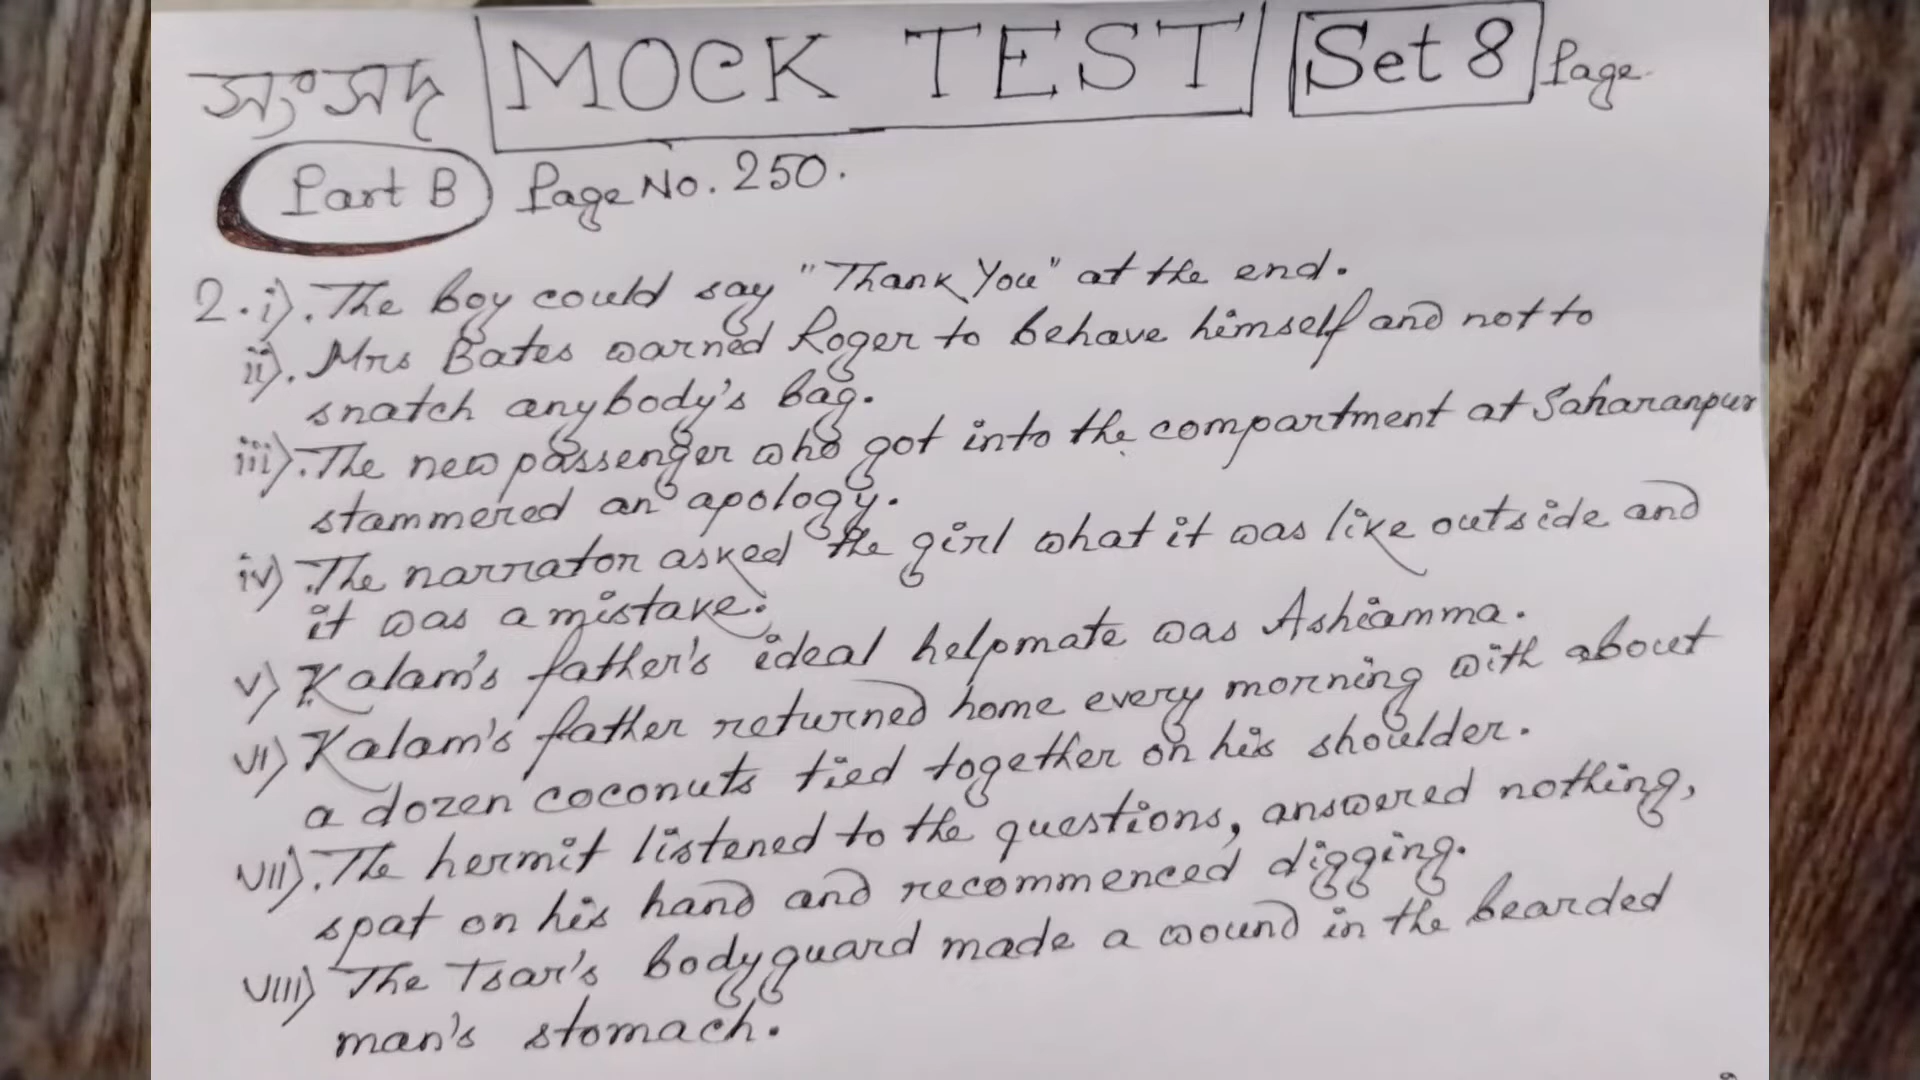 সংসদ MOCK TEST Set 8 Page
Part B Page No. 250.
2. i). The boy could say "Thank You" at the end.
ii). Mrs Bates warned Roger to behave himself and not to
snatch anybody's bag.
iii). The new passenger who got into the compartment at Saharanpur
stammered an apology.
iv) The narrator asked the girl what it was like outside and
it was a mistake.
v) Kalam's father's ideal helpmate was Ashiamma.
vi) Kalam's father returned home every morning with about
a dozen coconuts tied together on his shoulder.
vii). The hermit listened to the questions, answered nothing,
spat on his hand and recommenced digging.
viii) The Tsar's bodyguard made a wound in the bearded
man's stomach.